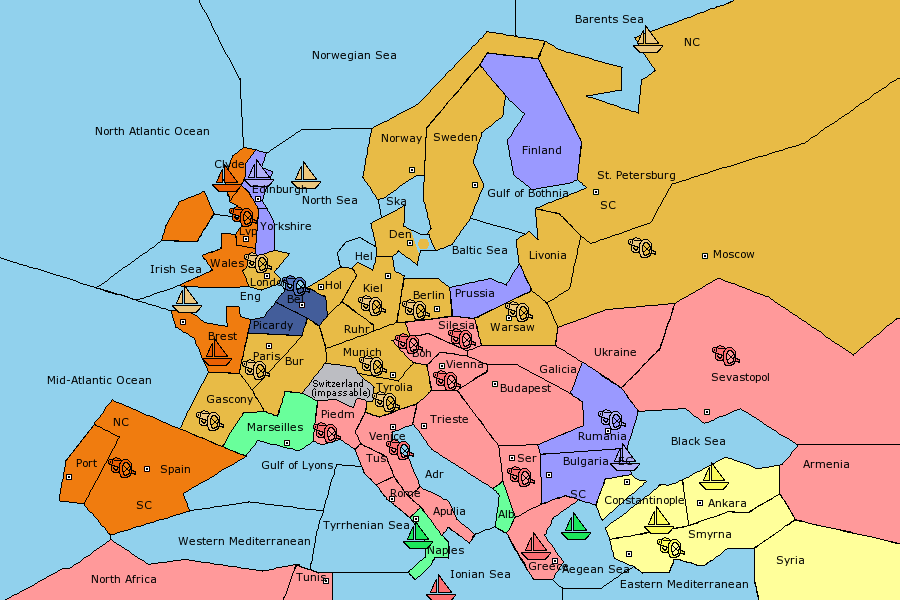 Barents Sea
NC
Norwegian Sea
North Atlantic Ocean
Norway
Sweden
Finland
Clyde
St. Petersburg
Edinburgh
North Sea
Ska
Gulf of Bothnia
SC
Lvp
Yorkshire
Den
Baltic Sea
Livonia
Moscow
Irish Sea
Wales
Hel
London
Eng
Bel
Hol
Kiel
Berlin
Prussia
Picardy
Ruhr
Silesia
Warsaw
Brest
Paris
Bur
Munich
Boh
Vienna
Galicia
Ukraine
Sevastopol
Mid-Atlantic Ocean
Switzerland
(impassable)
Tyrolia
Budapest
Gascony
NC
Marseilles
Piedm
Trieste
Venice
Rumania
Black Sea
Port
Spain
Gulf of Lyons
Tus
Adr
Ser
Bulgaria
EC
SC
Armenia
SC
Rome
Apulia
Alb
Constantinople
Ankara
Tyrrhenian Sea
Western Mediterranean
Naples
Smyrna
Greece
Aegean Sea
Syria
North Africa
Tunis
Ionian Sea
Eastern Mediterranean